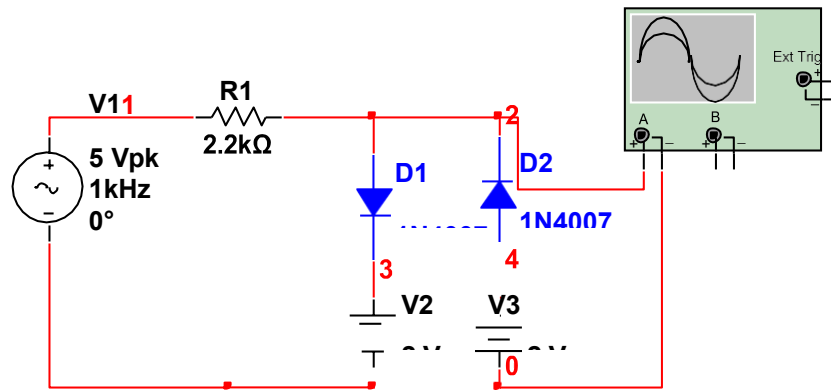 Ext Trig
+
−
A
B
+ −
+ −
V1 1
R1
2.2kΩ
2
5 Vpk
1kHz
0°
+
−
D1
D2
1N4007
3
4
V2
V3
0